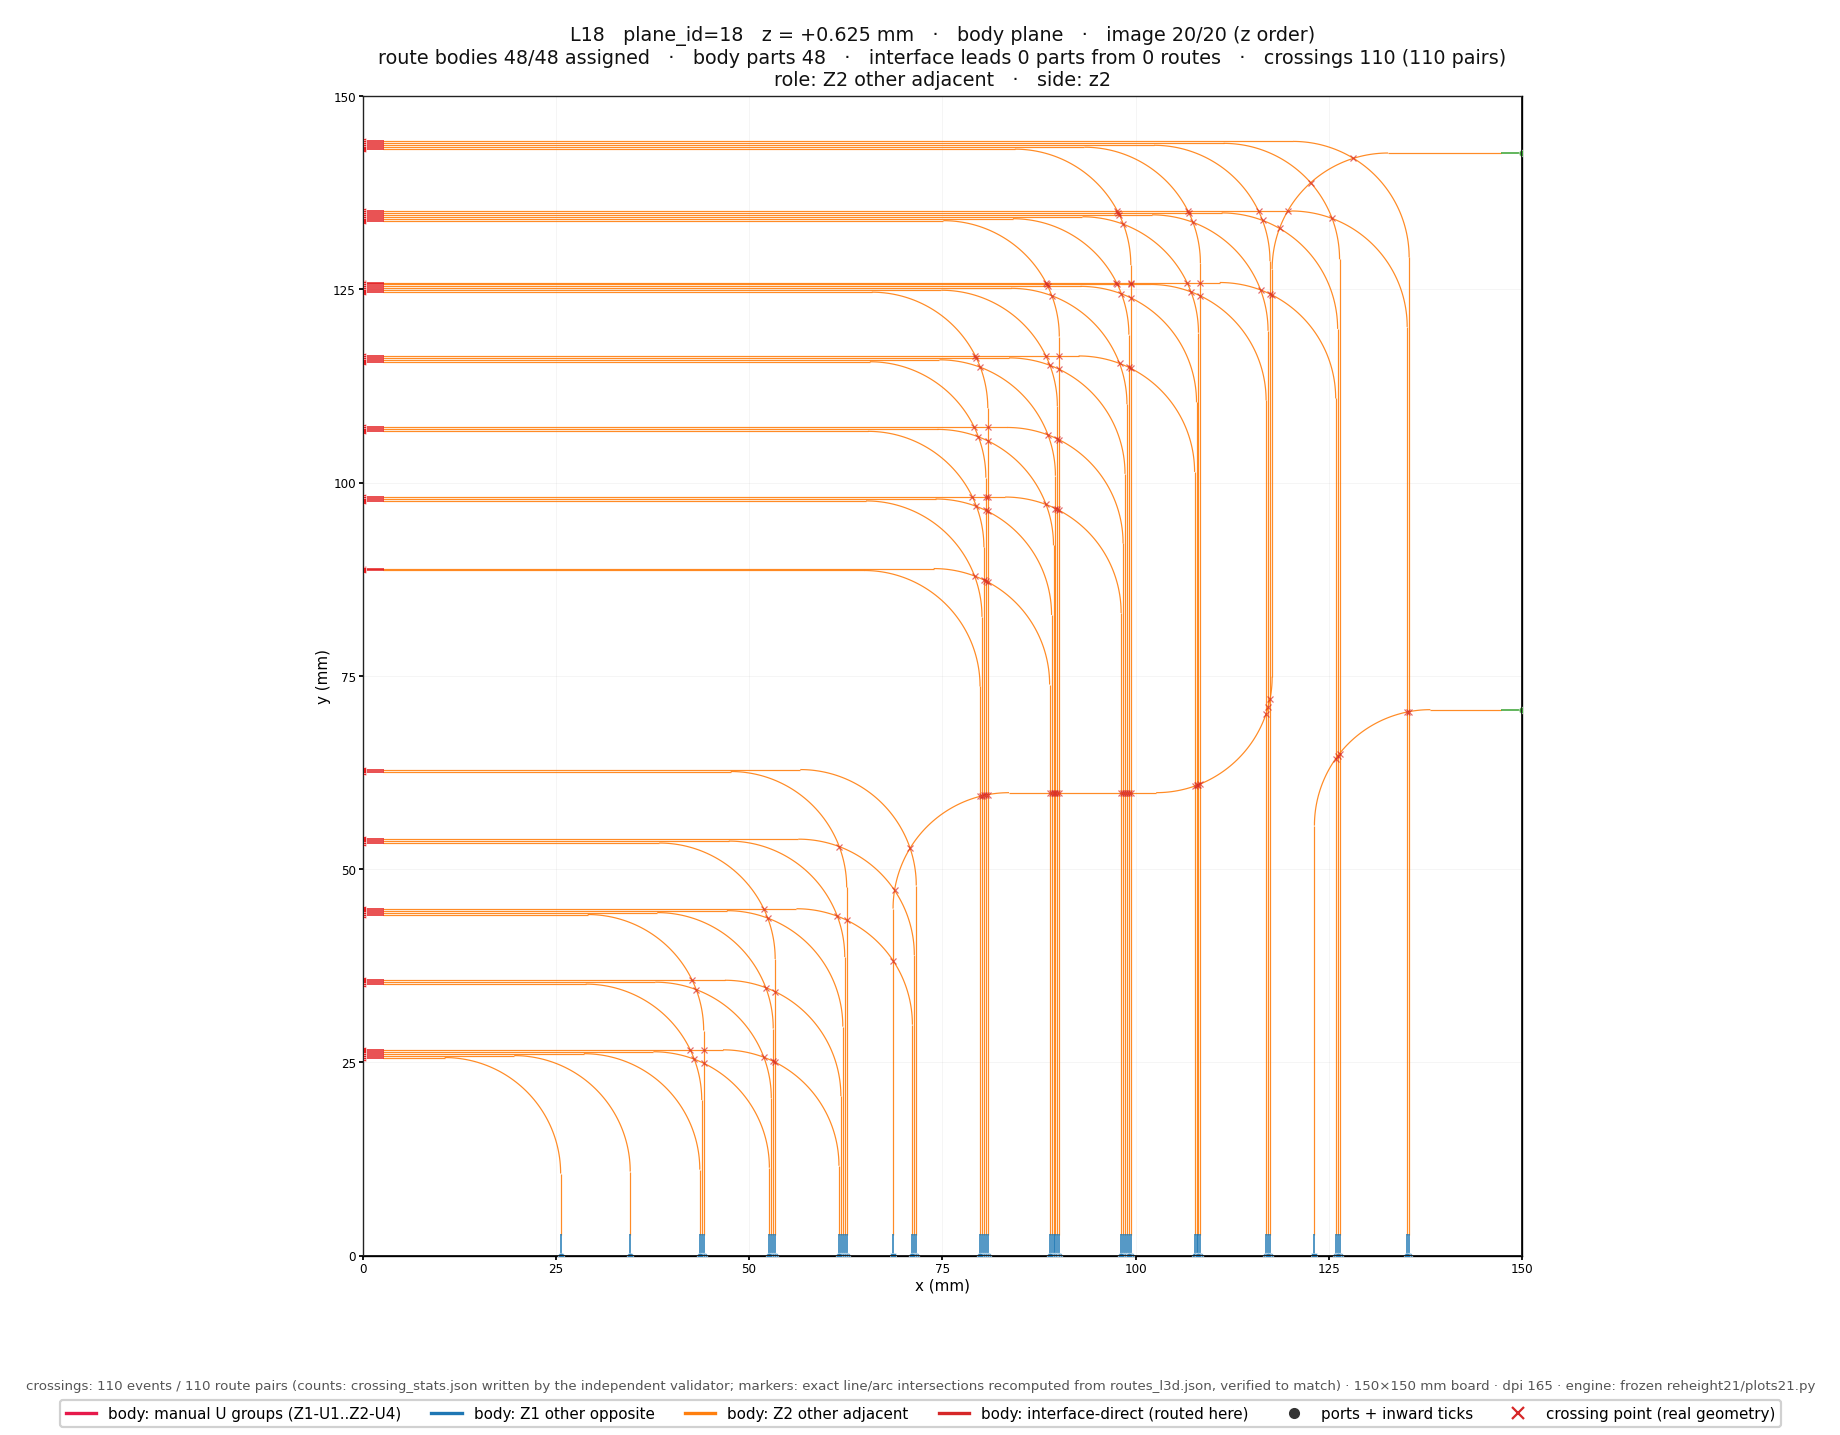 L18   plane_id=18   z = +0.625 mm   ·   body plane   ·   image 20/20 (z order)
route bodies 48/48 assigned   ·   body parts 48   ·   interface leads 0 parts from 0 routes   ·   crossings 110 (110 pairs)
role: Z2 other adjacent   ·   side: z2
150
125
100
75
50
25
0
y (mm)
0 25 50 75 100 125 150
x (mm)
crossings: 110 events / 110 route pairs (counts: crossing_stats.json written by the independent validator; markers: exact line/arc intersections recomputed from routes_l3d.json, verified to match) · 150×150 mm board · dpi 165 · engine: frozen reheight21/plots21.py
body: manual U groups (Z1-U1..Z2-U4) body: Z1 other opposite body: Z2 other adjacent body: interface-direct (routed here) ports + inward ticks crossing point (real geometry)